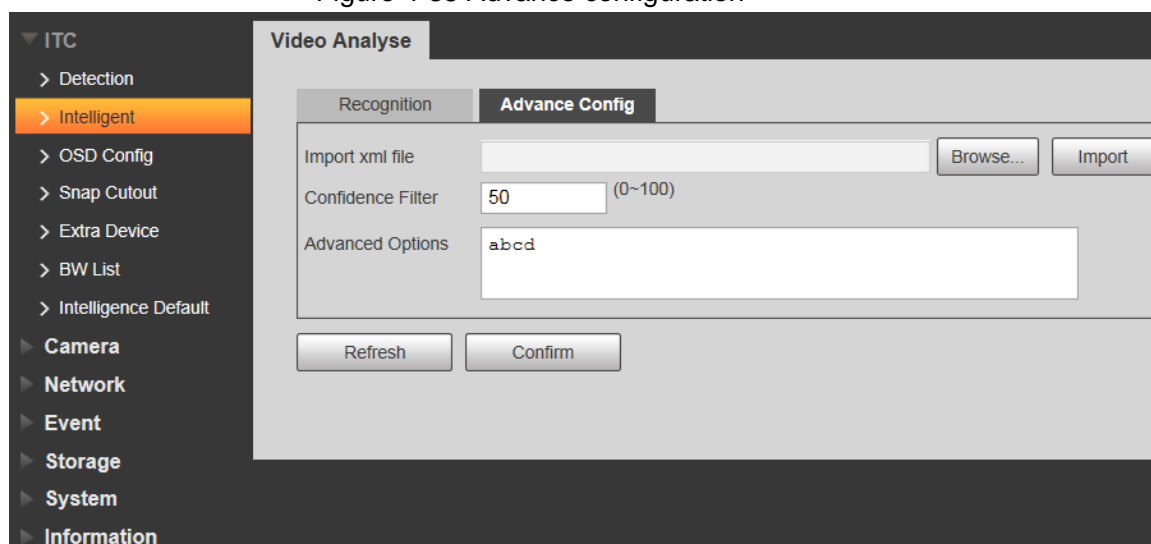 Figure Advance configuration
ITC
Detection
Intelligent
OSD Config
Snap Cutout
Extra Device
BW List
Intelligence Default
Camera
Network
Event
Storage
System
Information
Video Analyse
Recognition Advance Config
Import xml file Browse... Import
Confidence Filter 50 (0~100)
Advanced Options abcd
Refresh Confirm